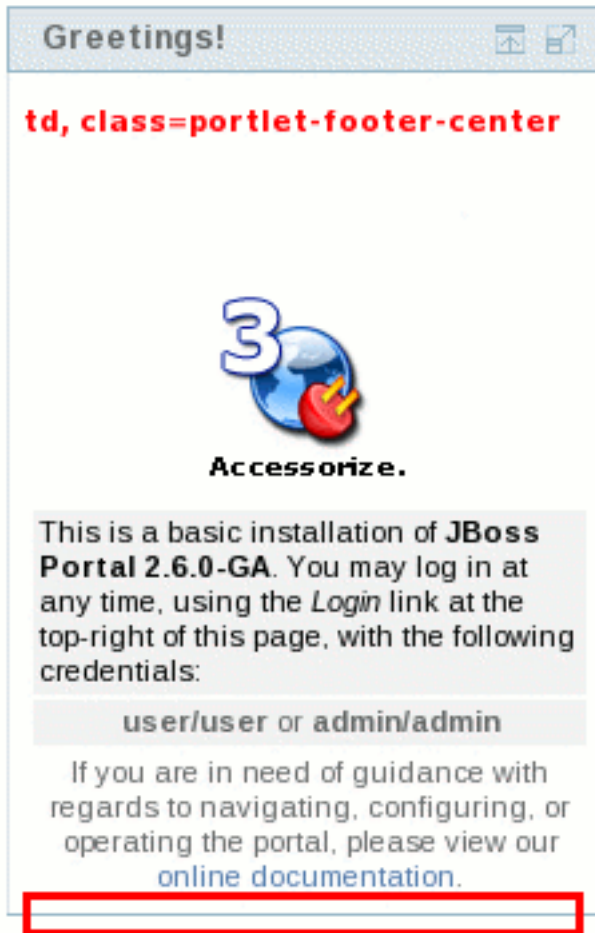 Greetings!
td, class=portlet-footer-center
3
Accessorize.
This is a basic installation of JBoss
Portal 2.6.0-GA. You may log in at
any time, using the Login link at the
top-right of this page, with the following
credentials:
user/user or admin/admin
If you are in need of guidance with
regards to navigating, configuring, or
operating the portal, please view our
online documentation.